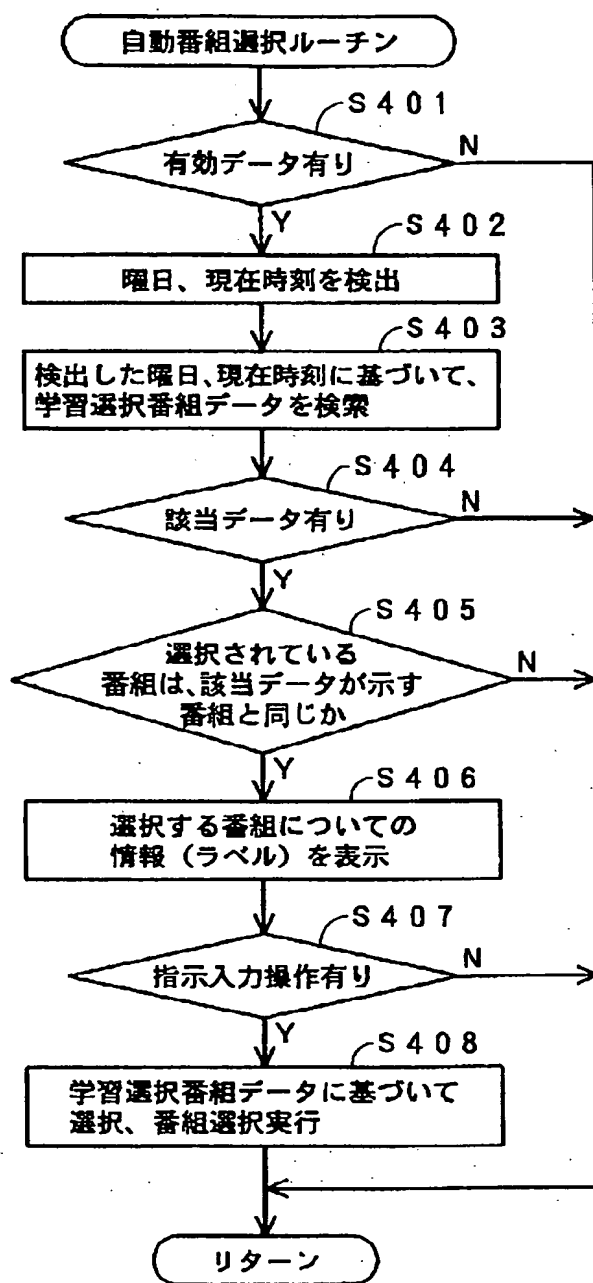 自動番組選択ルーチン
S401
有効データ有り
N
Y
S402
曜日、現在時刻を検出
S403
検出した曜日、現在時刻に基づいて、
学習選択番組データを検索
S404
該当データ有り
N
Y
S405
選択されている
番組は、該当データが示す
番組と同じか
N
Y
S406
選択する番組についての
情報（ラベル）を表示
S407
指示入力操作有り
N
Y
S408
学習選択番組データに基づいて
選択、番組選択実行
リターン